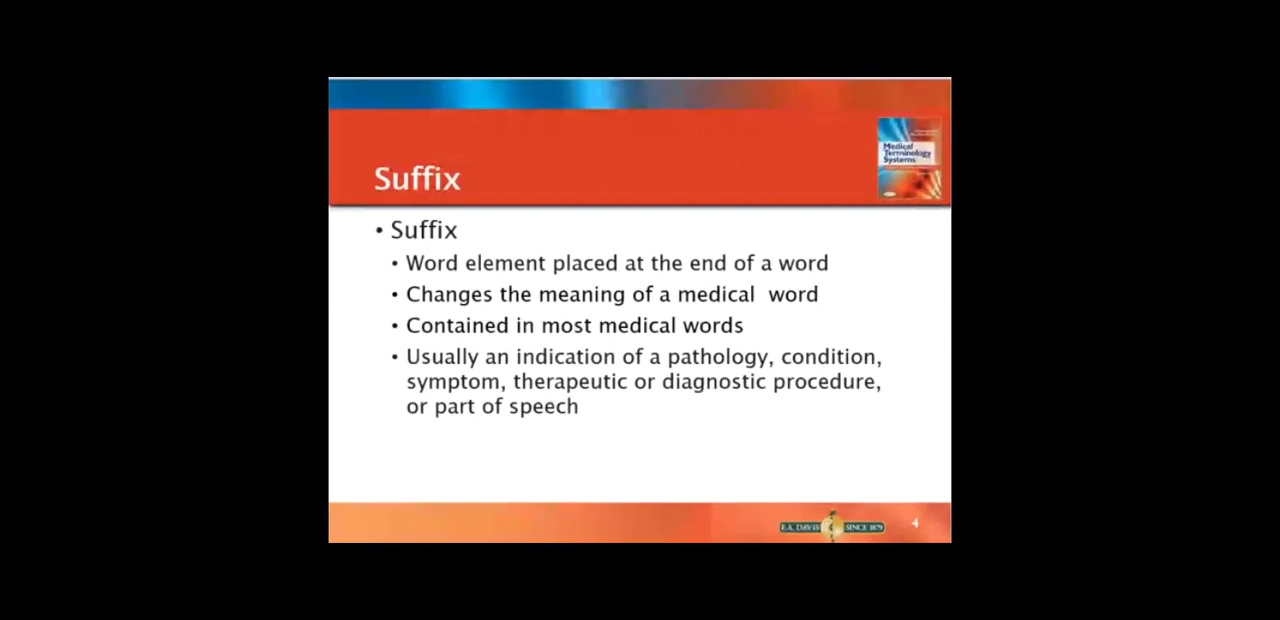 Medical
Terminology
Systems
Suffix
• Suffix
• Word element placed at the end of a word
• Changes the meaning of a medical  word
• Contained in most medical words
• Usually an indication of a pathology, condition,
symptom, therapeutic or diagnostic procedure,
or part of speech
F.A. DAVIS SINCE 1879
4